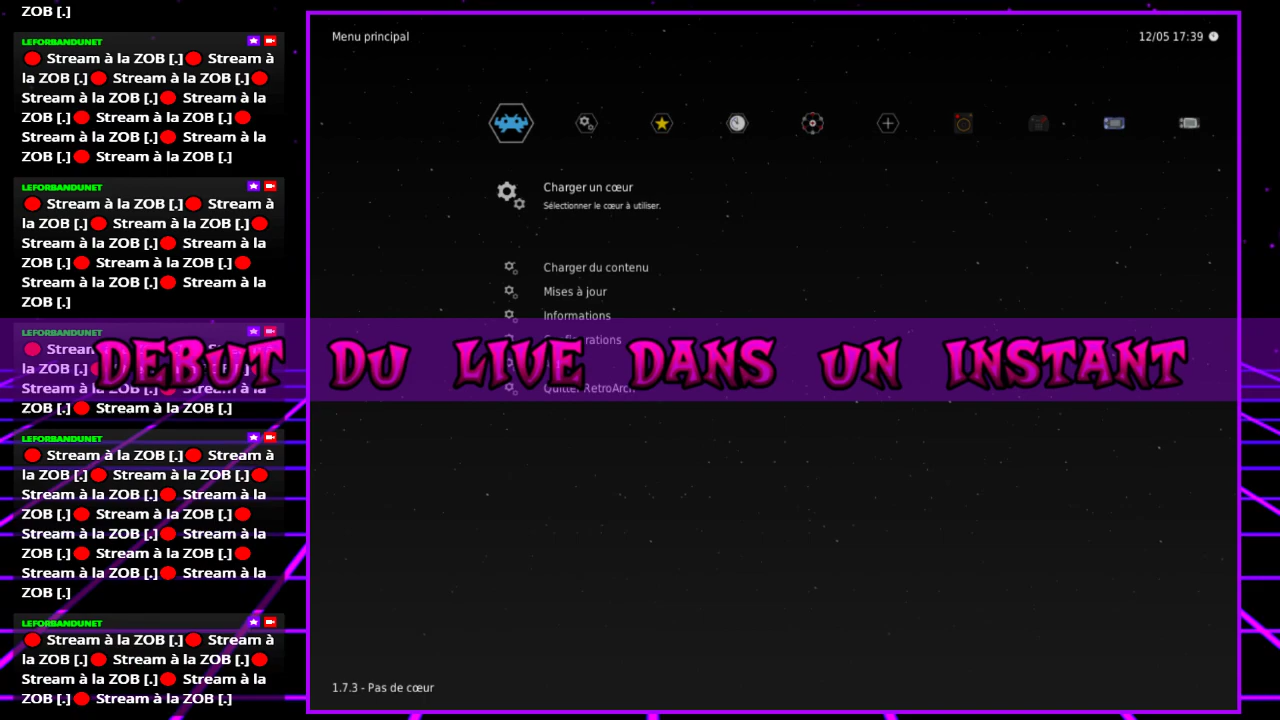 ZOB [.]
LEFORBANDUNET
🔴 Stream à la ZOB [.]🔴 Stream à
la ZOB [.]🔴 Stream à la ZOB [.]🔴
Stream à la ZOB [.]🔴 Stream à la
ZOB [.]🔴 Stream à la ZOB [.]🔴
Stream à la ZOB [.]🔴 Stream à la
ZOB [.]🔴 Stream à la ZOB [.]
LEFORBANDUNET
🔴 Stream à la ZOB [.]🔴 Stream à
la ZOB [.]🔴 Stream à la ZOB [.]🔴
Stream à la ZOB [.]🔴 Stream à la
ZOB [.]🔴 Stream à la ZOB [.]🔴
Stream à la ZOB [.]🔴 Stream à la
ZOB [.]
LEFORBANDUNET
ZOB [.]🔴 Stream à la ZOB [.]
LEFORBANDUNET
🔴 Stream à la ZOB [.]🔴 Stream à
la ZOB [.]🔴 Stream à la ZOB [.]🔴
Stream à la ZOB [.]🔴 Stream à la
ZOB [.]🔴 Stream à la ZOB [.]🔴
Stream à la ZOB [.]🔴 Stream à la
ZOB [.]🔴 Stream à la ZOB [.]🔴
Stream à la ZOB [.]🔴 Stream à la
ZOB [.]
LEFORBANDUNET
🔴 Stream à la ZOB [.]🔴 Stream à
la ZOB [.]🔴 Stream à la ZOB [.]🔴
Stream à la ZOB [.]🔴 Stream à la
ZOB [.]🔴 Stream à la ZOB [.]
Menu principal
12/05 17:39
Charger un cœur
Sélectionner le cœur à utiliser.
Charger du contenu
Mises à jour
Informations
DEBUT DU LIVE DANS UN INSTANT
Quitter RetroArch
1.7.3 - Pas de cœur